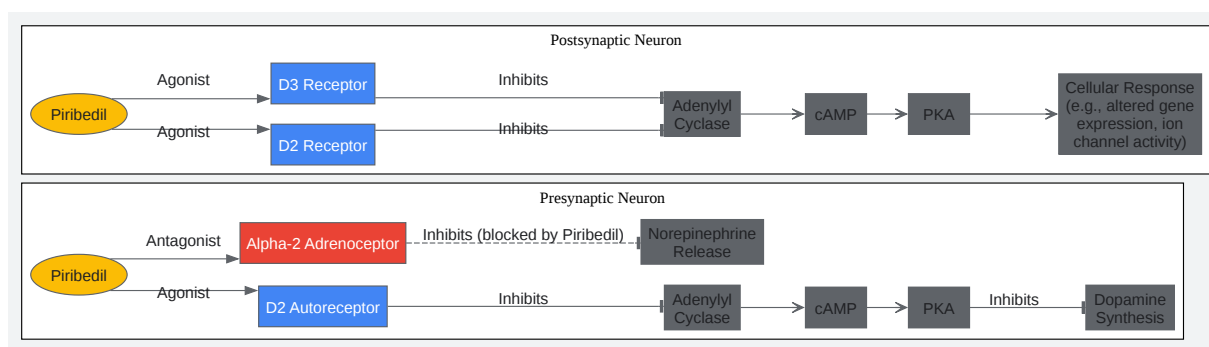 Postsynaptic Neuron
Piribedil
Agonist
Agonist
D3 Receptor
D2 Receptor
Inhibits
Inhibits
Adenylyl
Cyclase
cAMP
PKA
Cellular Response
(e.g., altered gene
expression, ion
channel activity)
Presynaptic Neuron
Piribedil
Antagonist
Alpha-2 Adrenoceptor
Inhibits (blocked by Piribedil)
Norepinephrine
Release
Agonist
D2 Autoreceptor
Inhibits
Adenylyl
Cyclase
cAMP
PKA
Inhibits
Dopamine
Synthesis